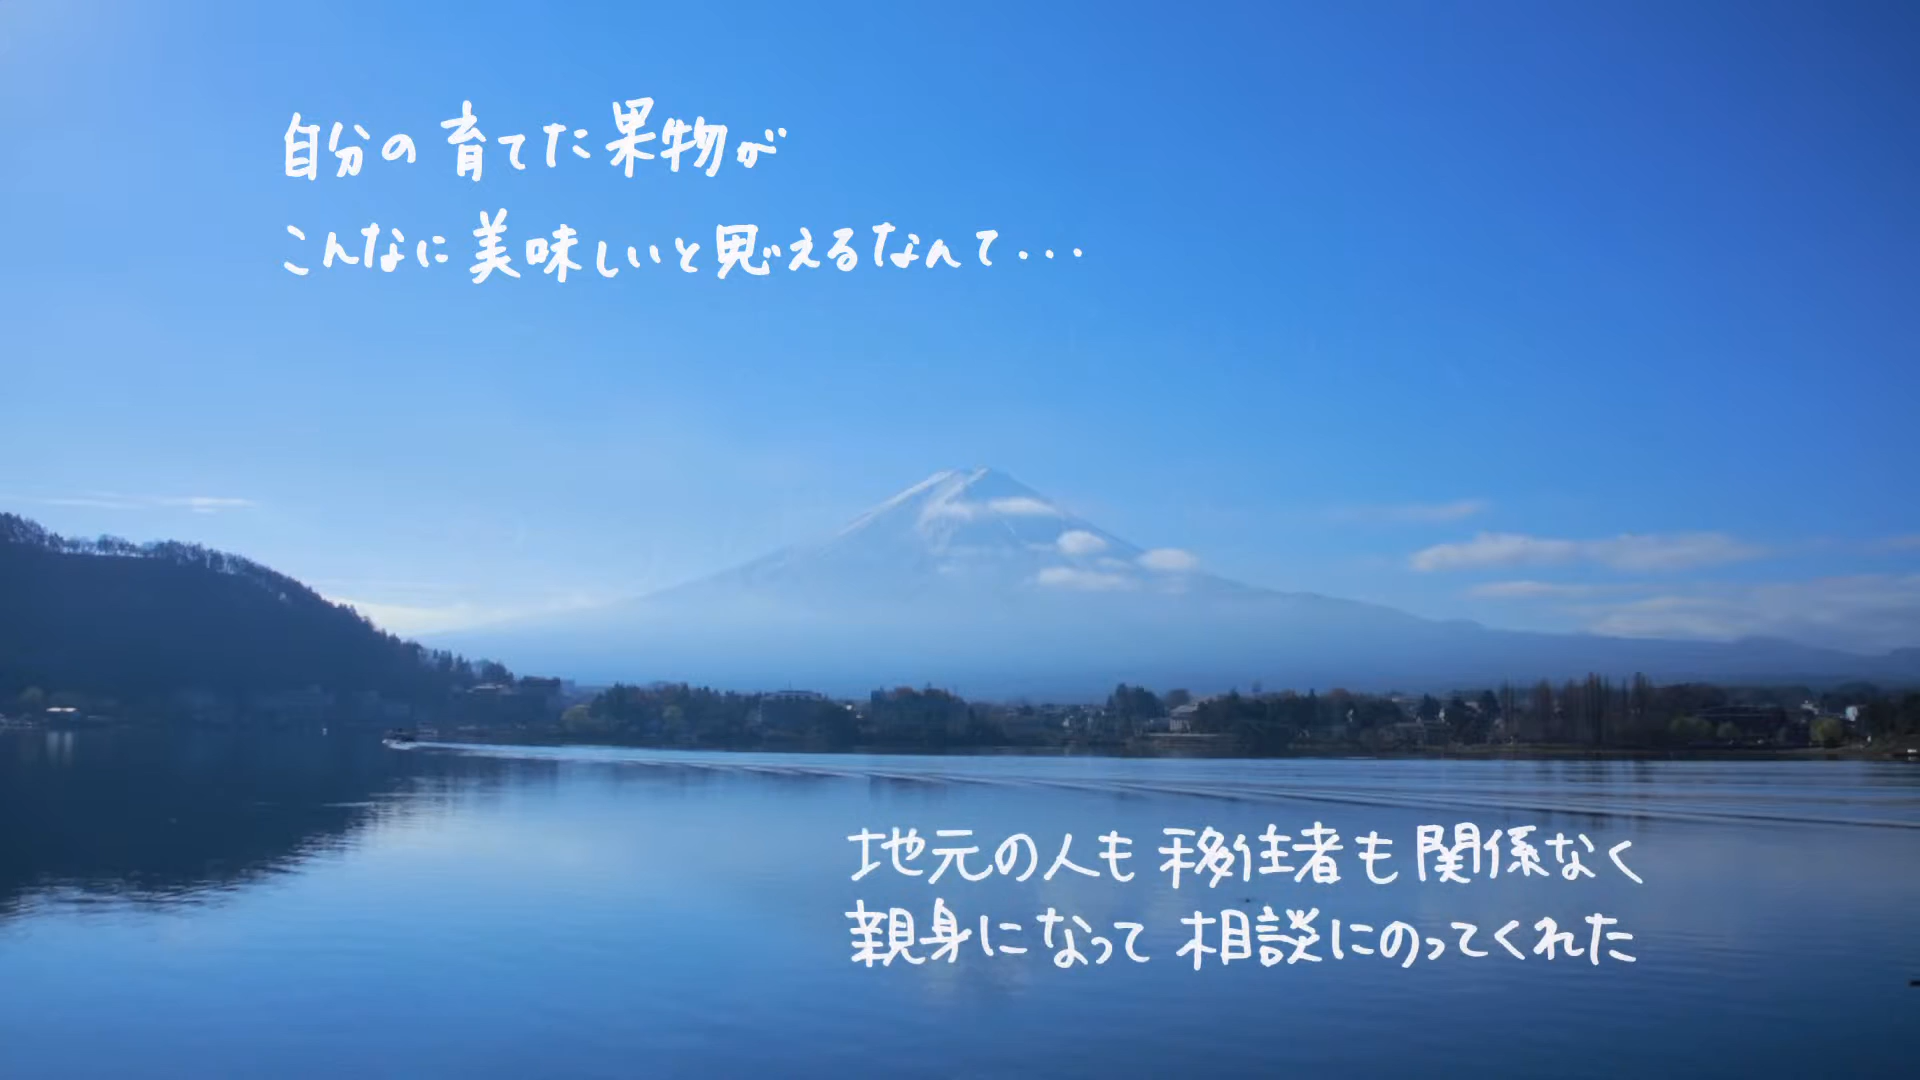 自分の育てた果物が
こんなに美味しいと思えるなんて...
地元の人も 移住者も 関係なく
親身になって 相談にのってくれた